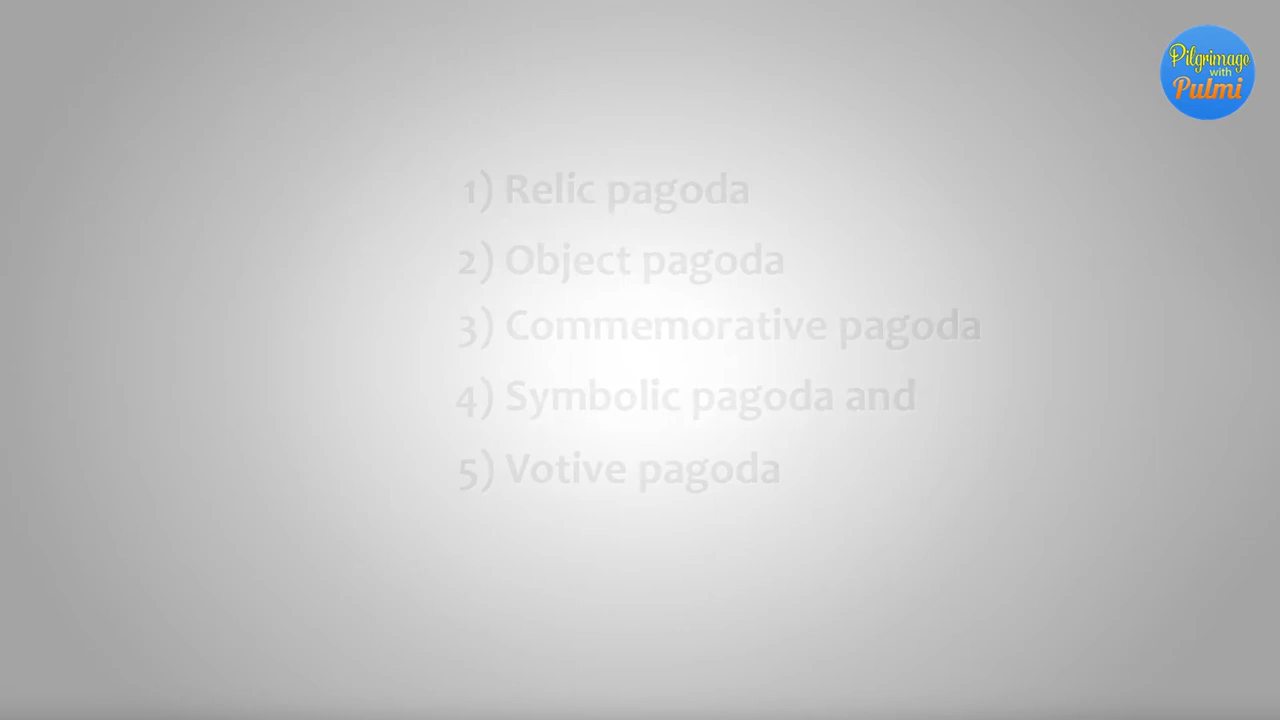 Pilgrimage
with
Pulmi
1) Relic pagoda
2) Object pagoda
3) Commemorative pagoda
4) Symbolic pagoda and
5) Votive pagoda